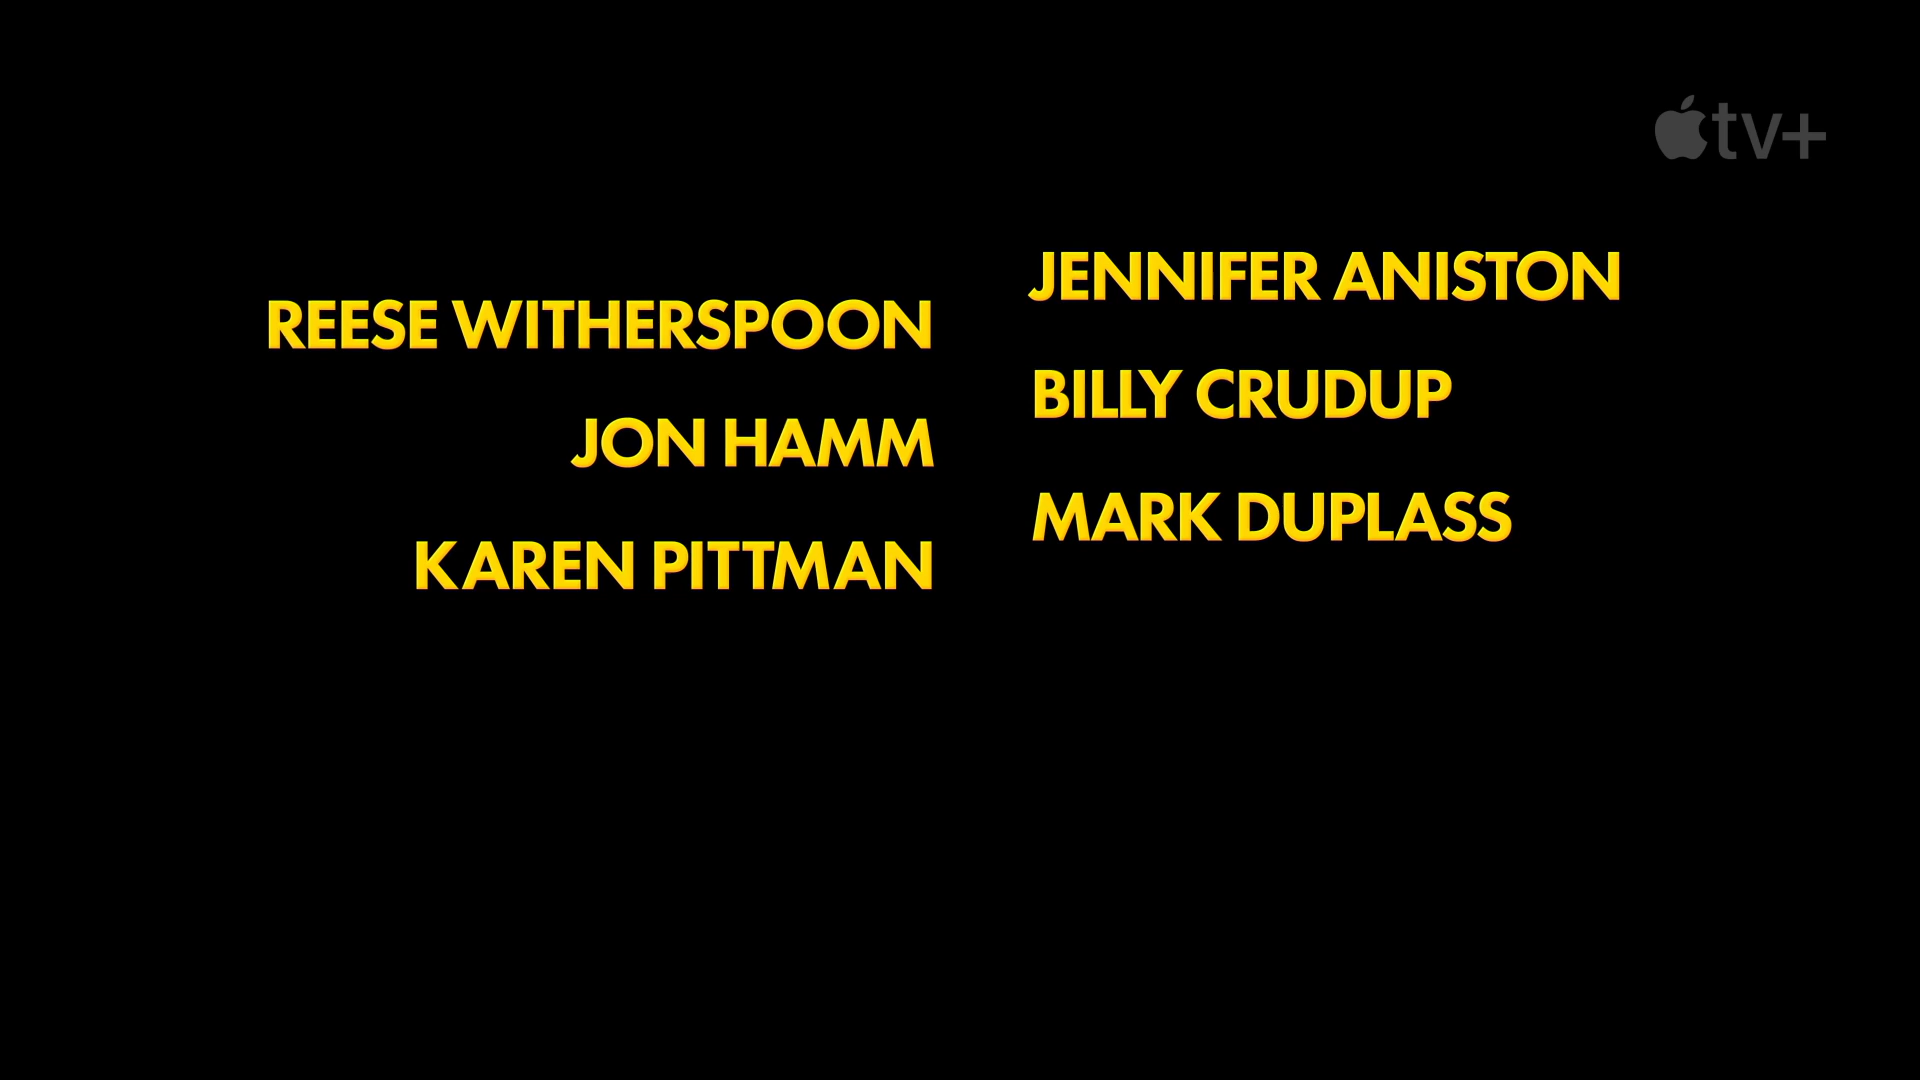 tv+
JENNIFER ANISTON
REESE WITHERSPOON
BILLY CRUDUP
JON HAMM
MARK DUPLASS
KAREN PITTMAN